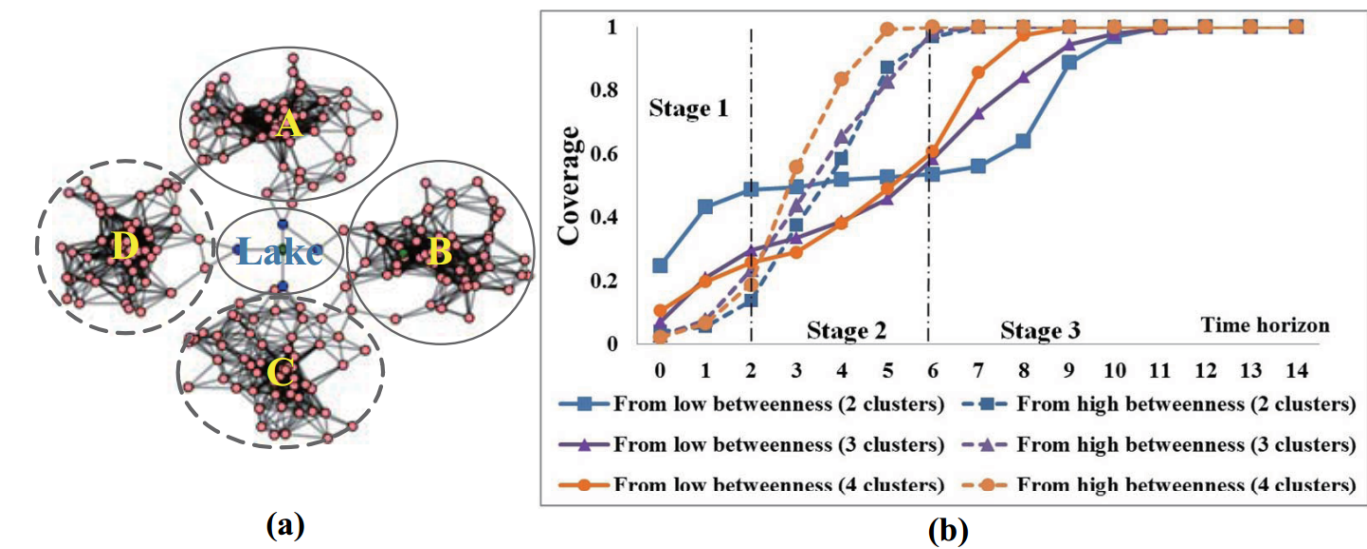 A
D
Lake
B
C
(a)
Coverage
1
0.8
0.6
0.4
0.2
0
Stage 1
Stage 2
Stage 3
Time horizon
0 1 2 3 4 5 6 7 8 9 10 11 12 13 14
From low betweenness (2 clusters)
From high betweenness (2 clusters)
From low betweenness (3 clusters)
From high betweenness (3 clusters)
From low betweenness (4 clusters)
From high betweenness (4 clusters)
(b)